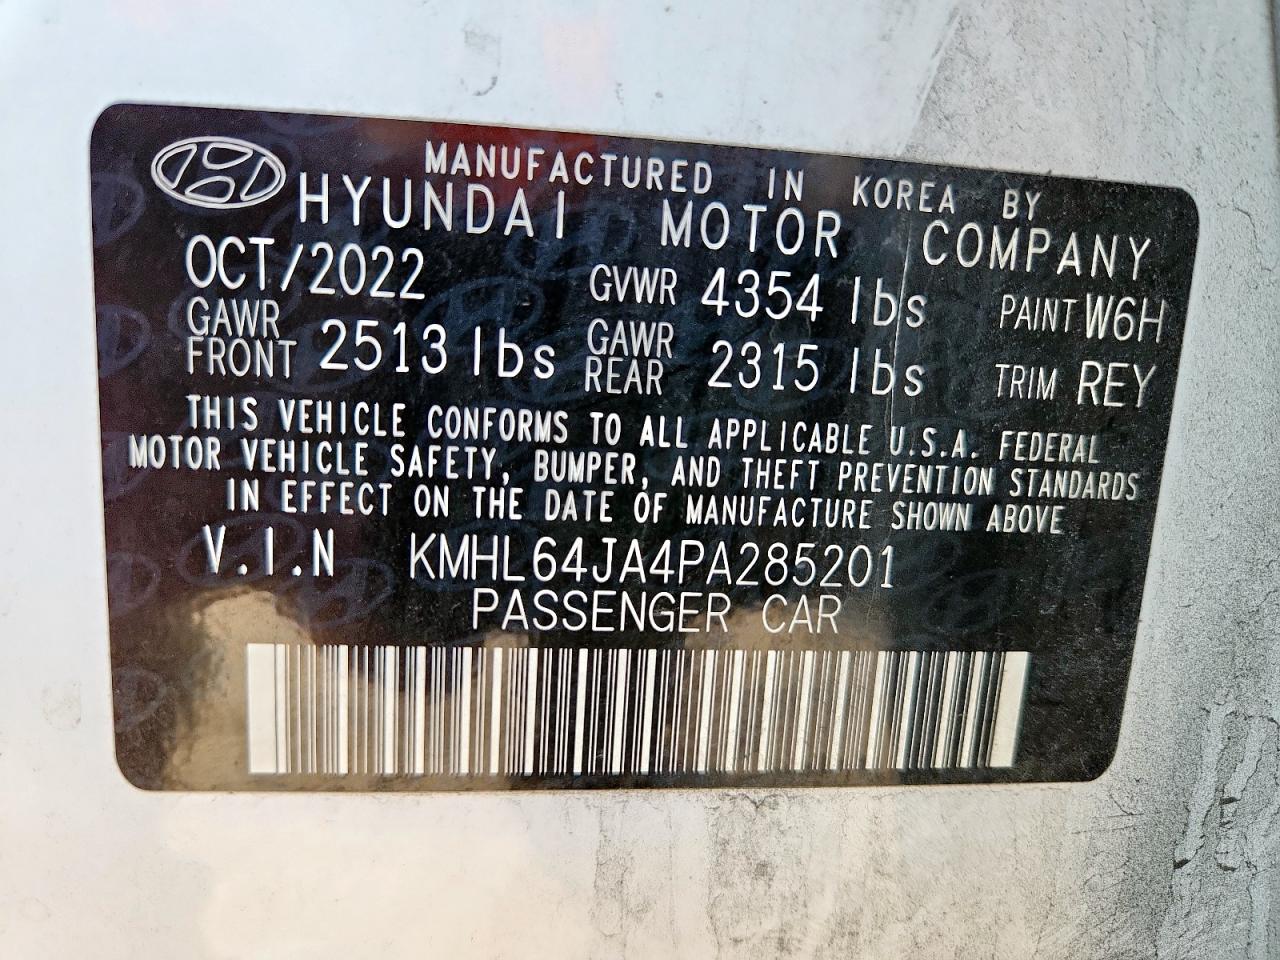 MANUFACTURED IN KOREA BY
HYUNDAI MOTOR COMPANY
OCT/2022 GVWR 4354 lbs PAINT W6H
GAWR FRONT 2513 lbs GAWR REAR 2315 lbs TRIM REY
THIS VEHICLE CONFORMS TO ALL APPLICABLE U.S.A. FEDERAL
MOTOR VEHICLE SAFETY, BUMPER, AND THEFT PREVENTION STANDARDS
IN EFFECT ON THE DATE OF MANUFACTURE SHOWN ABOVE
V.I.N KMHL64JA4PA285201
PASSENGER CAR